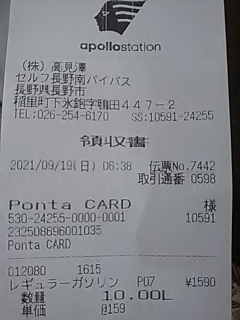 apollostation
(株)高見澤
セルフ長野南バイパス
長野県長野市
稲里町下氷鉋字鴨田447-2
TEL:026-254-6170 SS:10591-24255
領収書
2021/09/19(日) 06:38 伝票No.7442
取引通番 0598
Ponta CARD 様
530-24255-0000-0001 10591
232508696001035
Ponta CARD
012080 1615
レギュラーガソリン P07 ¥1590
数量 10.00L
単価 @159